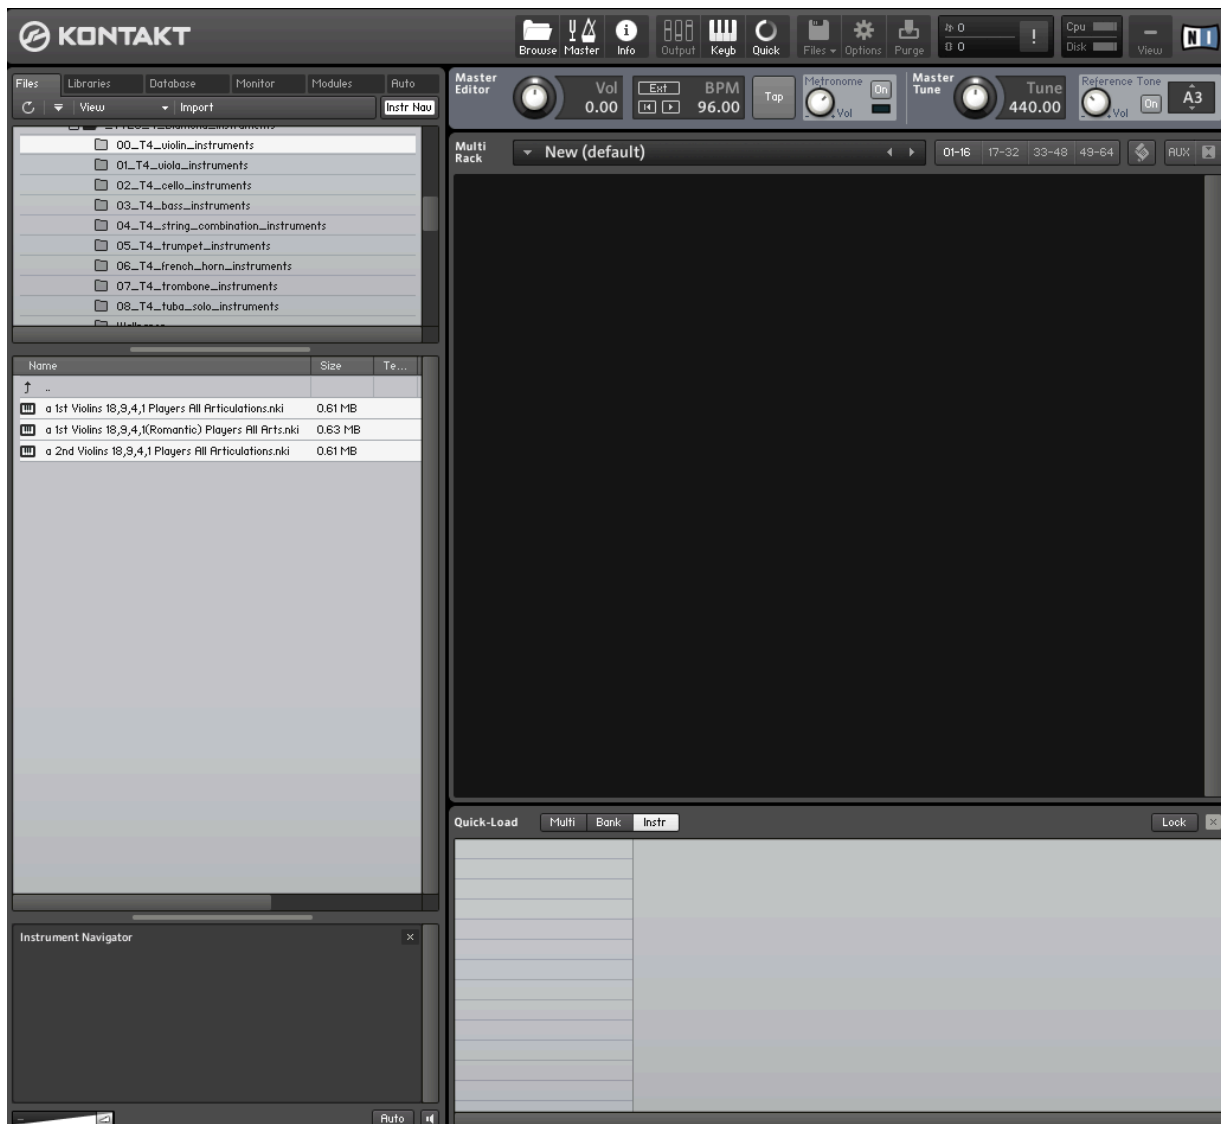 KONTAKT
Browse Master Info Output Keyb Quick Files Options Purge 0 0 ! Cpu Disk View NI
Files Libraries Database Monitor Modules Auto
View Import Instr Nav
00_T4_violin_instruments
01_T4_viola_instruments
02_T4_cello_instruments
03_T4_bass_instruments
04_T4_string_combination_instruments
05_T4_trumpet_instruments
06_T4_french_horn_instruments
07_T4_trombone_instruments
08_T4_tuba_solo_instruments
Name Size Te...
..
a 1st Violins 18,9,4,1 Players All Articulations.nki 0.61 MB
a 1st Violins 18,9,4,1(Romantic) Players All Arts.nki 0.63 MB
a 2nd Violins 18,9,4,1 Players All Articulations.nki 0.61 MB
Instrument Navigator
Auto
Master Editor
Vol 0.00
Ext BPM 96.00
Tap
Metronome On Vol
Master Tune
Tune 440.00
Reference Tone On Vol A3
Multi Rack
New (default)
01-16 17-32 33-48 49-64 AUX
Quick-Load Multi Bank Instr Lock